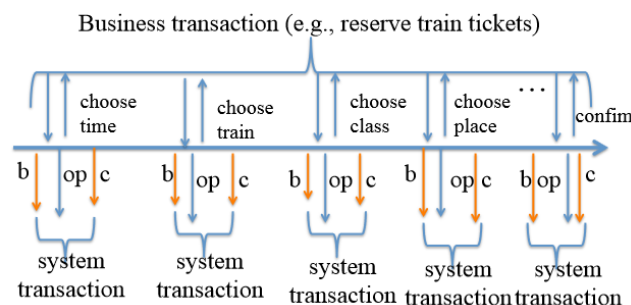 Business transaction (e.g., reserve train tickets)
choose
time
choose
train
choose
class
choose
place
...
confim
b op c
b op c
b op c
b op c
b op c
system
transaction
system
transaction
system
transaction
system
transaction
system
transaction